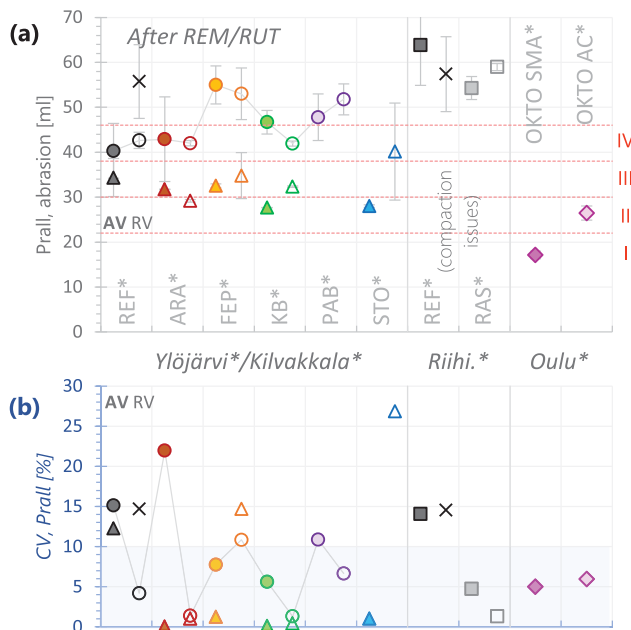 (a)
After REM/RUT
Prall, abrasion [ml]
70
60
50
40
30
20
10
0
IV
III
II
I
AV RV
REF*
ARA*
FEP*
KB*
PAB*
STO*
REF*
(compaction
issues)
RAS*
OKTO SMA*
OKTO AC*
Ylöjärvi*/Kilvakkala*
Riihi.*
Oulu*
(b)
AV RV
CV, Prall [%]
30
25
20
15
10
5
0